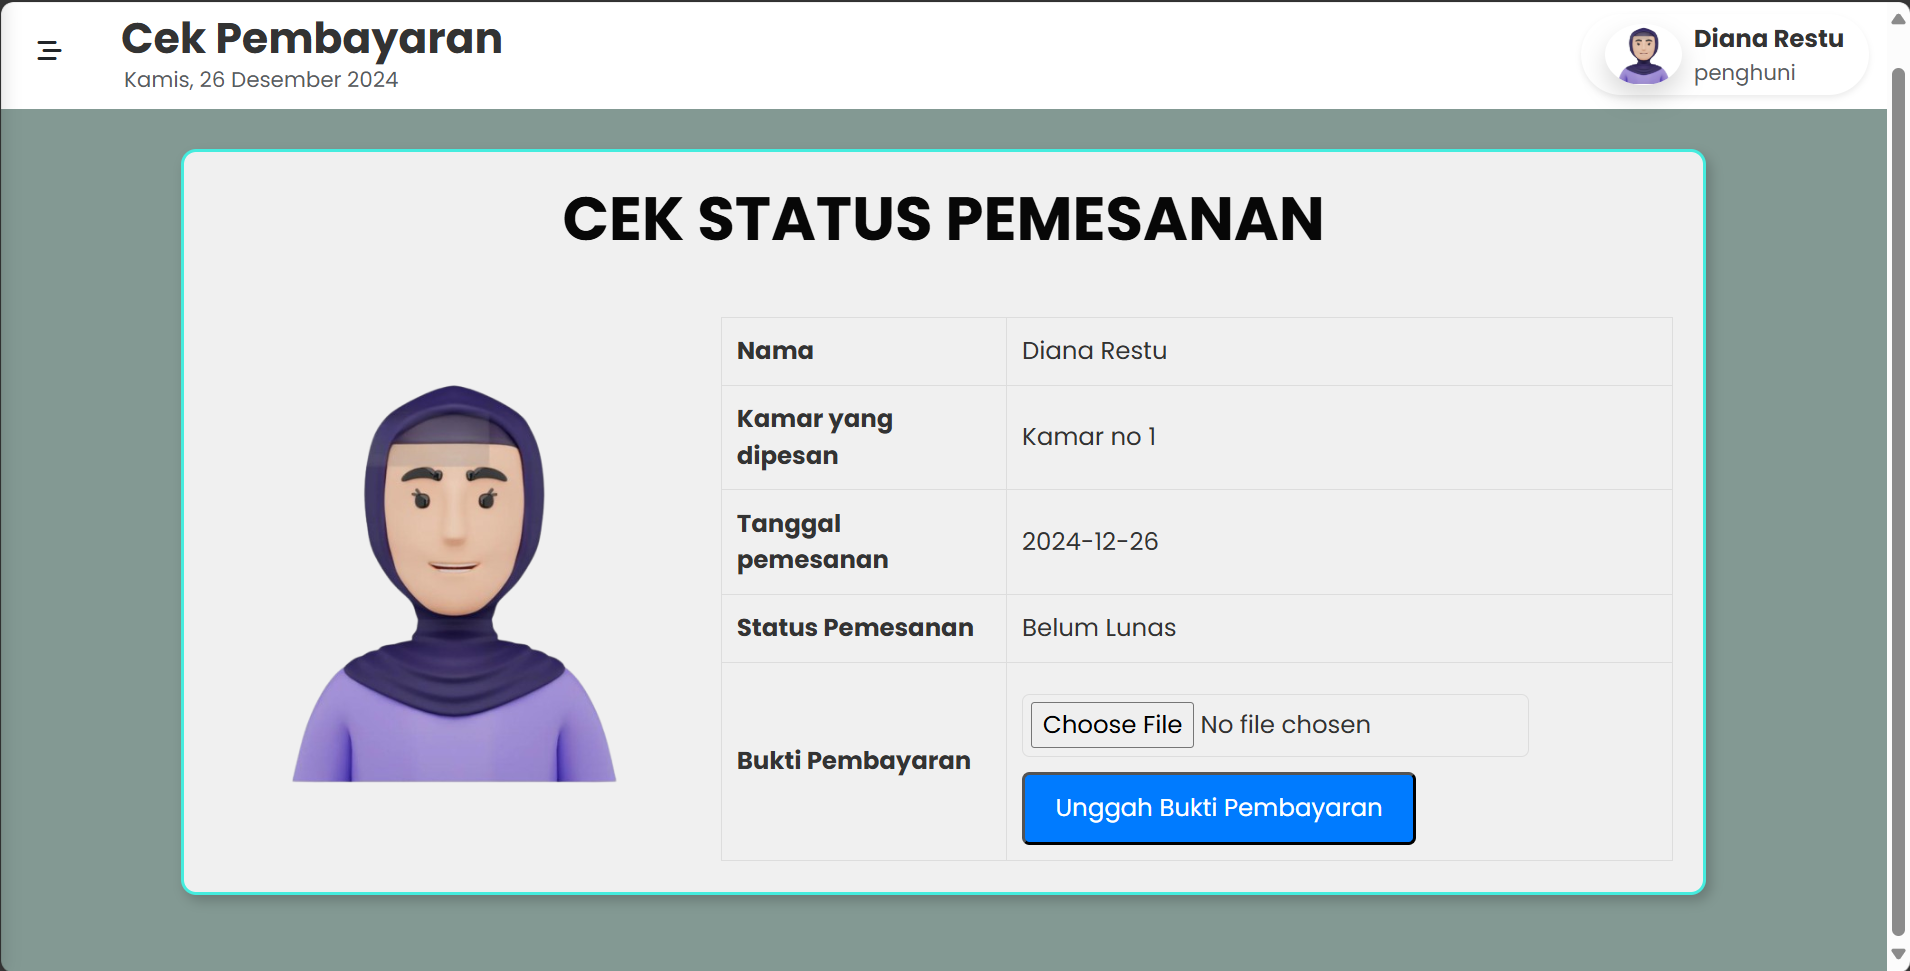 Cek Pembayaran
Kamis, 26 Desember 2024
Diana Restu
penghuni
CEK STATUS PEMESANAN
Nama
Diana Restu
Kamar yang
dipesan
Kamar no 1
Tanggal
pemesanan
2024-12-26
Status Pemesanan
Belum Lunas
Bukti Pembayaran
Choose File No file chosen
Unggah Bukti Pembayaran